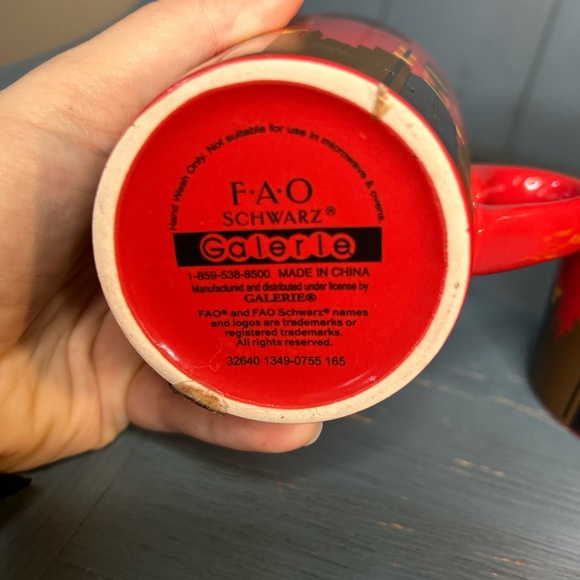 Hand Wash Only. Not suitable for use in microwave & ovens.
F·A·O
SCHWARZ®
Galerie
1-859-538-8500 MADE IN CHINA
Manufactured and distributed under license by
GALERIE®
FAO® and FAO Schwarz® names
and logos are trademarks or
registered trademarks.
All rights reserved.
32640 1349-0755 165